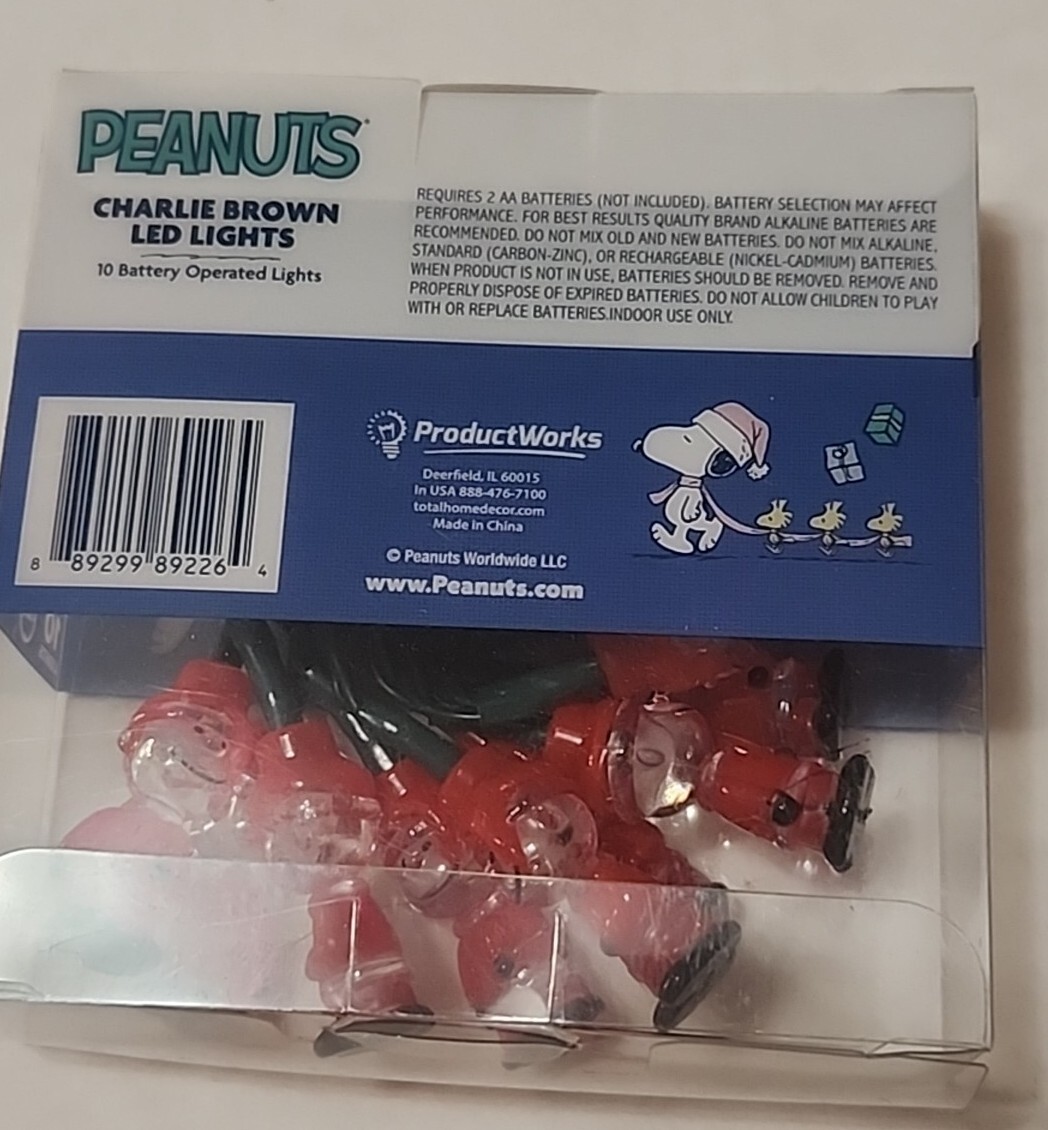 PEANUTS
CHARLIE BROWN
LED LIGHTS
10 Battery Operated Lights
REQUIRES 2 AA BATTERIES (NOT INCLUDED). BATTERY SELECTION MAY AFFECT
PERFORMANCE. FOR BEST RESULTS QUALITY BRAND ALKALINE BATTERIES ARE
RECOMMENDED. DO NOT MIX OLD AND NEW BATTERIES. DO NOT MIX ALKALINE,
STANDARD (CARBON-ZINC), OR RECHARGEABLE (NICKEL-CADMIUM) BATTERIES.
WHEN PRODUCT IS NOT IN USE, BATTERIES SHOULD BE REMOVED. REMOVE AND
PROPERLY DISPOSE OF EXPIRED BATTERIES. DO NOT ALLOW CHILDREN TO PLAY
WITH OR REPLACE BATTERIES.INDOOR USE ONLY.
8 89299 89226 4
ProductWorks
Deerfield, IL 60015
In USA 888-476-7100
totalhomedecor.com
Made in China
© Peanuts Worldwide LLC
www.Peanuts.com